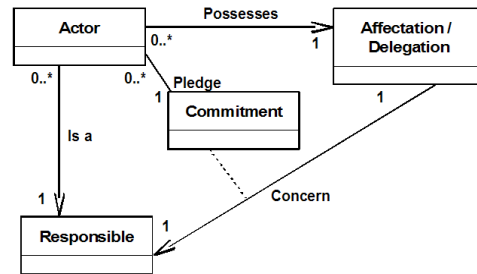 Possesses
Actor
Affectation /
Delegation
0..*
1
0..*
0..*
Pledge
1
1
Commitment
Is a
Concern
1
1
Responsible